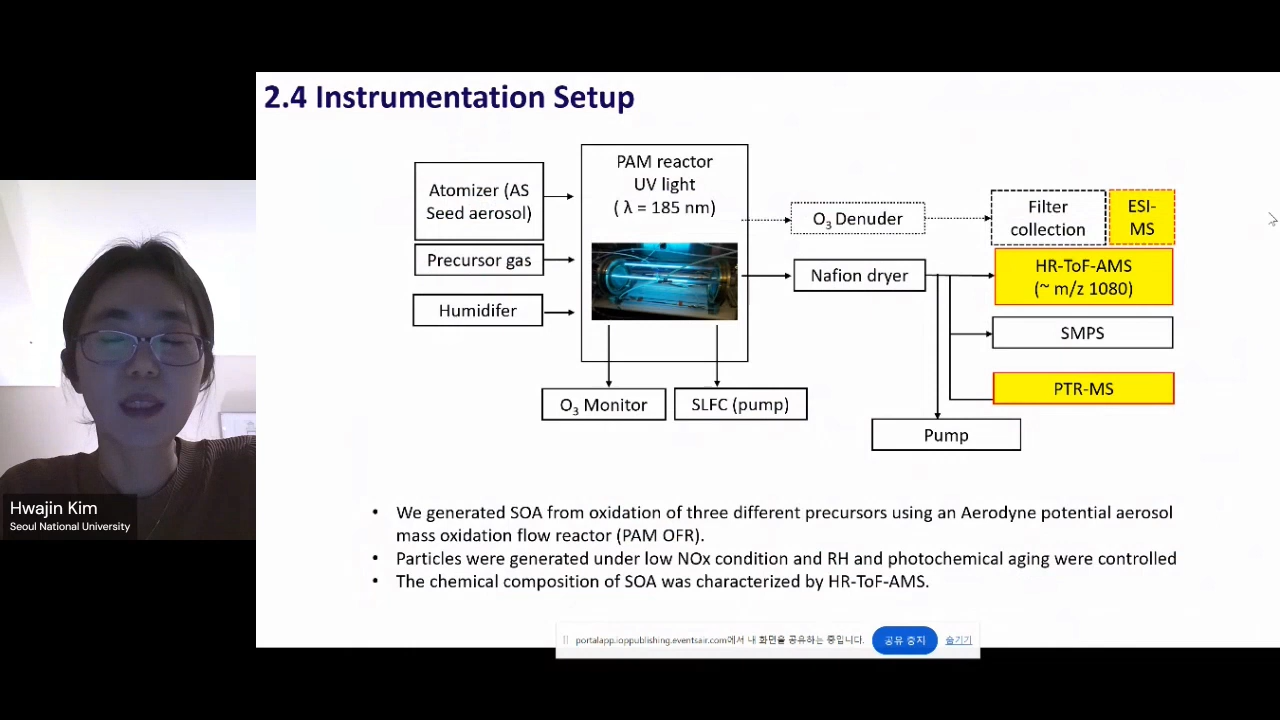 2.4 Instrumentation Setup
Atomizer (AS
Seed aerosol)
Precursor gas
Humidifer
PAM reactor
UV light
( λ = 185 nm)
O3 Monitor
SLFC (pump)
O3 Denuder
Nafion dryer
Pump
Filter
collection
ESI-
MS
HR-ToF-AMS
(~ m/z 1080)
SMPS
PTR-MS
• We generated SOA from oxidation of three different precursors using an Aerodyne potential aerosol
mass oxidation flow reactor (PAM OFR).
• Particles were generated under low NOx condition and RH and photochemical aging were controlled
• The chemical composition of SOA was characterized by HR-ToF-AMS.
Hwajin Kim
Seoul National University
portalapp.ioppublishing.eventsair.com에서 내 화면을 공유하는 중입니다.
공유 중지
숨기기